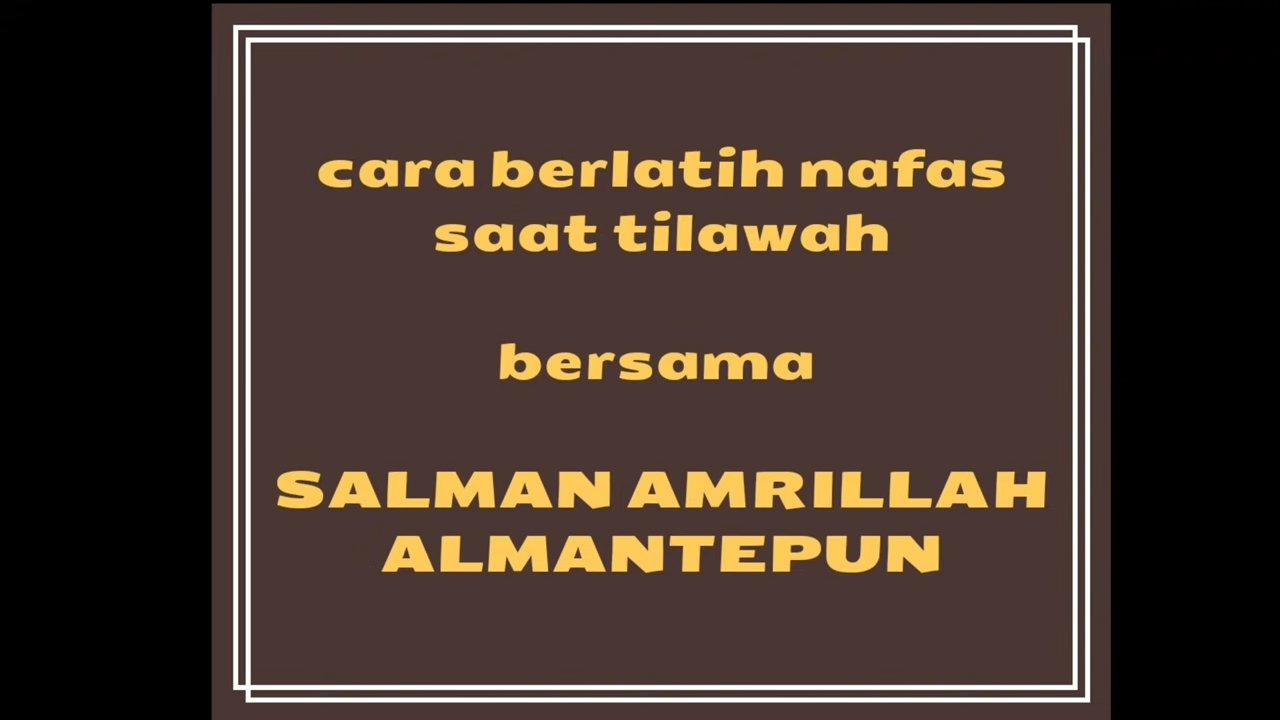 cara berlatih nafas
saat tilawah
bersama
SALMAN AMRILLAH
ALMANTEPUN